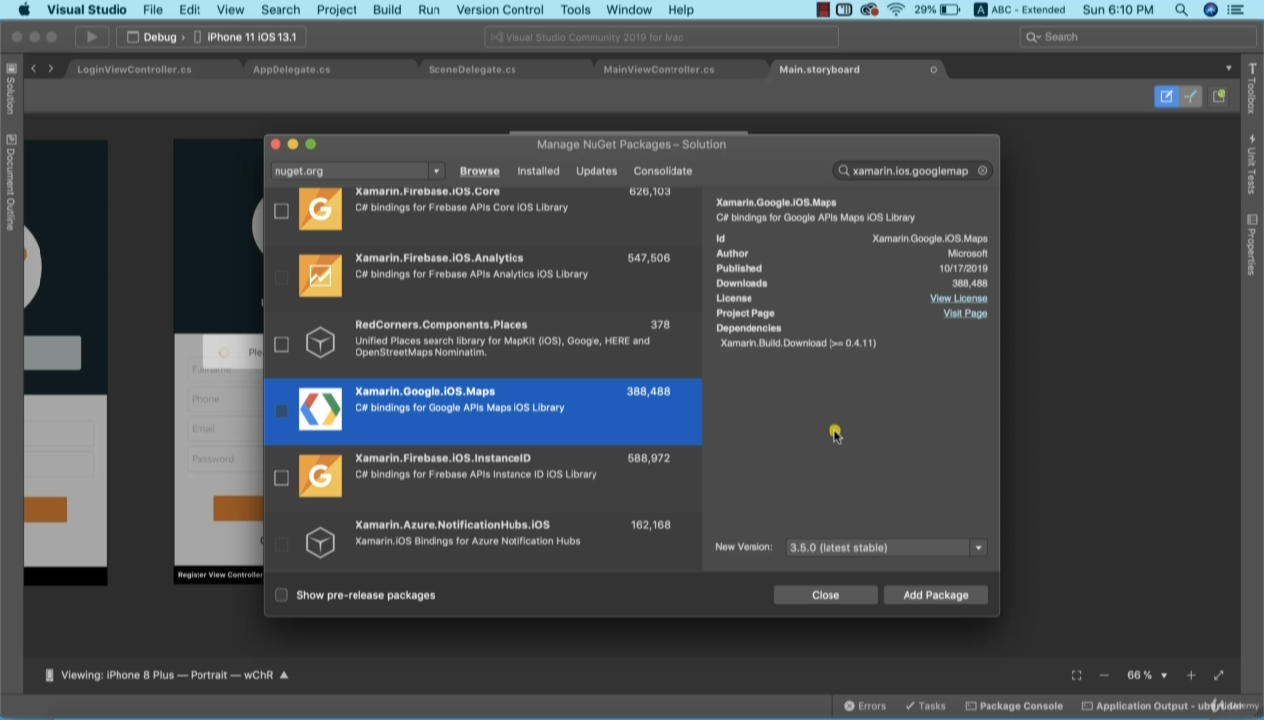 Visual Studio File Edit View Search Project Build Run Version Control Tools Window Help 29% A ABC - Extended Sun 6:10 PM
Debug › iPhone 11 iOS 13.1 Visual Studio Community 2019 for Mac Search
LoginViewController.cs AppDelegate.cs SceneDelegate.cs MainViewController.cs Main.storyboard
Solution
Document Outline
Toolbox
Unit Tests
Properties
Manage NuGet Packages – Solution
nuget.org Browse Installed Updates Consolidate xamarin.ios.googlemap
Xamarin.Firebase.iOS.Core 626,103
C# bindings for Frebase APIs Core iOS Library
Xamarin.Firebase.iOS.Analytics 547,506
C# bindings for Firebase APIs Analytics iOS Library
RedCorners.Components.Places 378
Unified Places search library for MapKit (iOS), Google, HERE and
OpenStreetMaps Nominatim.
Xamarin.Google.iOS.Maps 388,488
C# bindings for Google APIs Maps iOS Library
Xamarin.Firebase.iOS.InstanceID 588,972
C# bindings for Firebase APIs Instance ID iOS Library
Xamarin.Azure.NotificationHubs.iOS 162,168
Xamarin.iOS Bindings for Azure Notification Hubs
Xamarin.Google.iOS.Maps
C# bindings for Google APIs Maps iOS Library
Id Xamarin.Google.iOS.Maps
Author Microsoft
Published 10/17/2019
Downloads 388,488
License View License
Project Page Visit Page
Dependencies
Xamarin.Build.Download (>= 0.4.11)
New Version: 3.5.0 (latest stable)
Show pre-release packages Close Add Package
Ple
Fullname
Phone
Email
Password
Register View Controller
Viewing: iPhone 8 Plus — Portrait — wChR 66 %
Errors Tasks Package Console Application Output -